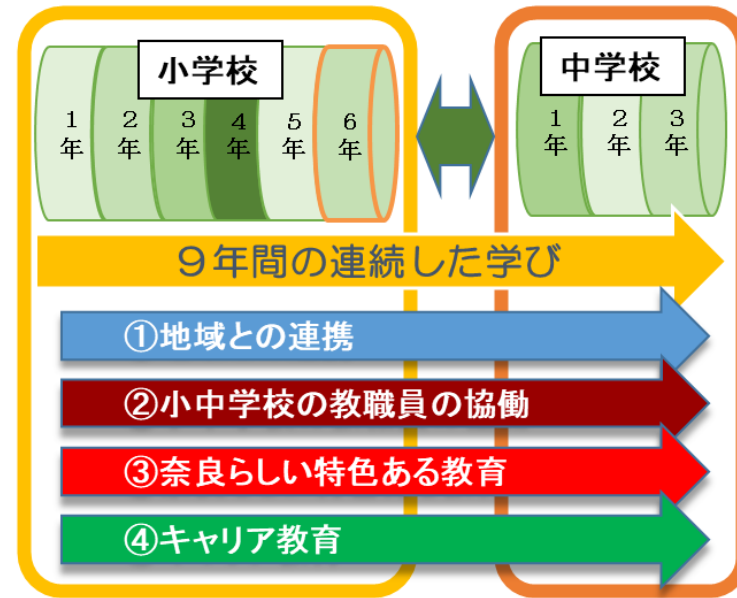 小学校
1年
2年
3年
4年
5年
6年
中学校
1年
2年
3年
９年間の連続した学び
①地域との連携
②小中学校の教職員の協働
③奈良らしい特色ある教育
④キャリア教育